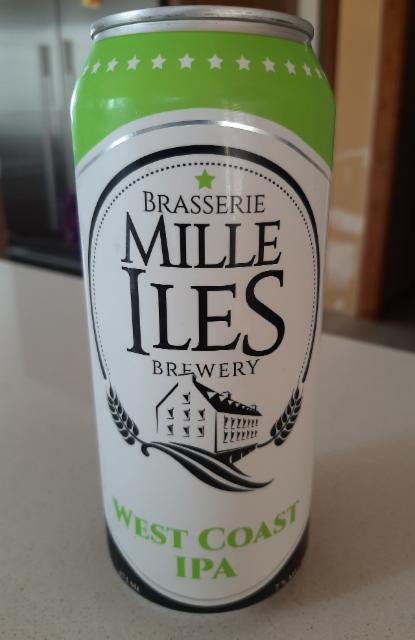 BRASSERIE
MILLE
ILES
BREWERY
WEST COAST
IPA